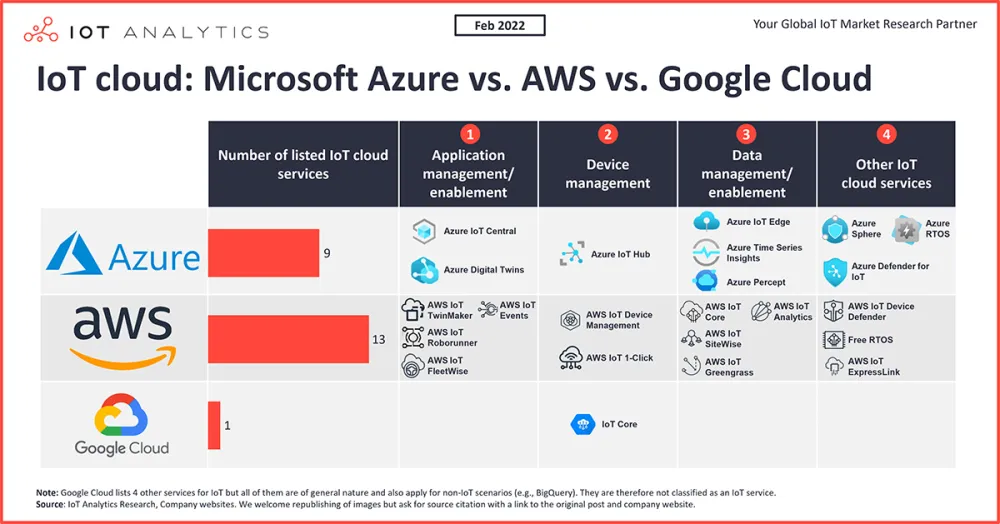 IOT ANALYTICS
Feb 2022
Your Global IoT Market Research Partner
IoT cloud: Microsoft Azure vs. AWS vs. Google Cloud
Number of listed IoT cloud
services
1
Application
management/
enablement
2
Device
management
3
Data
management/
enablement
4
Other IoT
cloud services
Azure
9
Azure IoT Central
Azure Digital Twins
Azure IoT Hub
Azure IoT Edge
Azure Time Series
Insights
Azure Percept
Azure
Sphere
Azure
RTOS
Azure Defender for
IoT
aws
13
AWS IoT
TwinMaker
AWS IoT
Events
AWS IoT
Roborunner
AWS IoT
FleetWise
AWS IoT Device
Management
AWS IoT 1-Click
AWS IoT
Core
AWS IoT
Analytics
AWS IoT
SiteWise
AWS IoT
Greengrass
AWS IoT Device
Defender
Free RTOS
AWS IoT
ExpressLink
Google Cloud
1
IoT Core
Note: Google Cloud lists 4 other services for IoT but all of them are of general nature and also apply for non-IoT scenarios (e.g., BigQuery). They are therefore not classified as an IoT service.
Source: IoT Analytics Research, Company websites. We welcome republishing of images but ask for source citation with a link to the original post and company website.